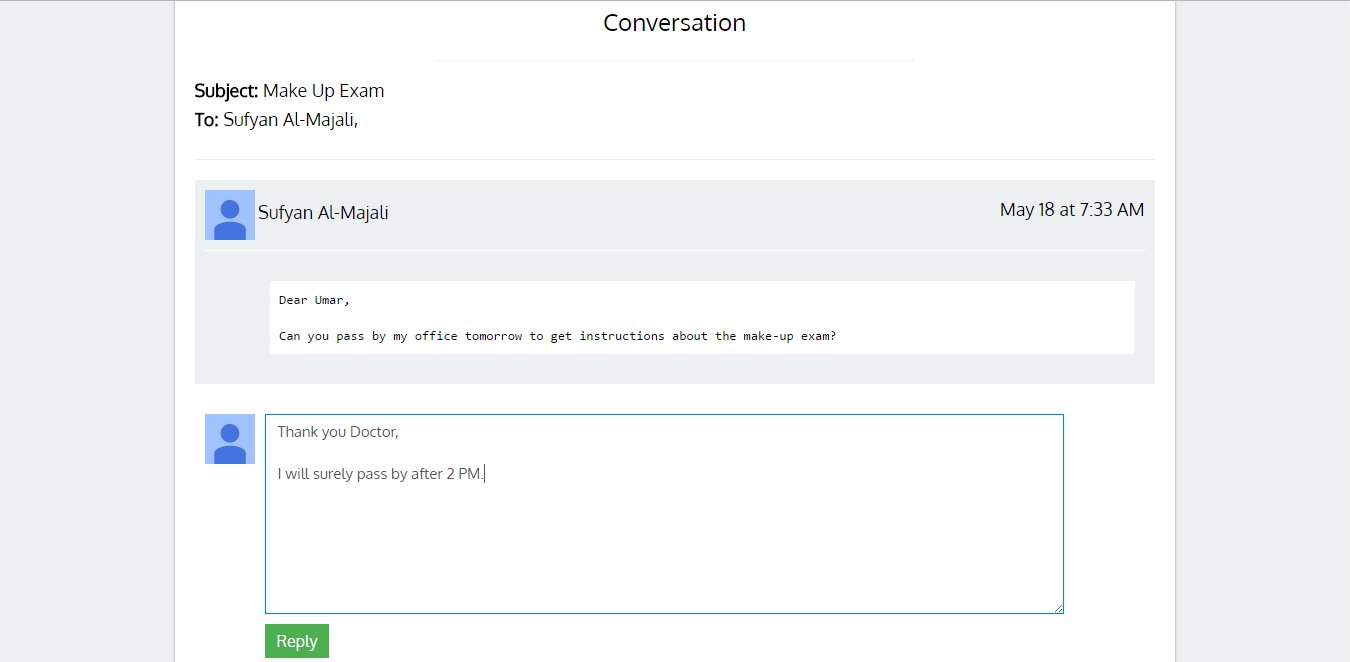 Conversation
Subject: Make Up Exam
To: Sufyan Al-Majali,
Sufyan Al-Majali
May 18 at 7:33 AM
Dear Umar,
Can you pass by my office tomorrow to get instructions about the make-up exam?
Thank you Doctor,
I will surely pass by after 2 PM.
Reply